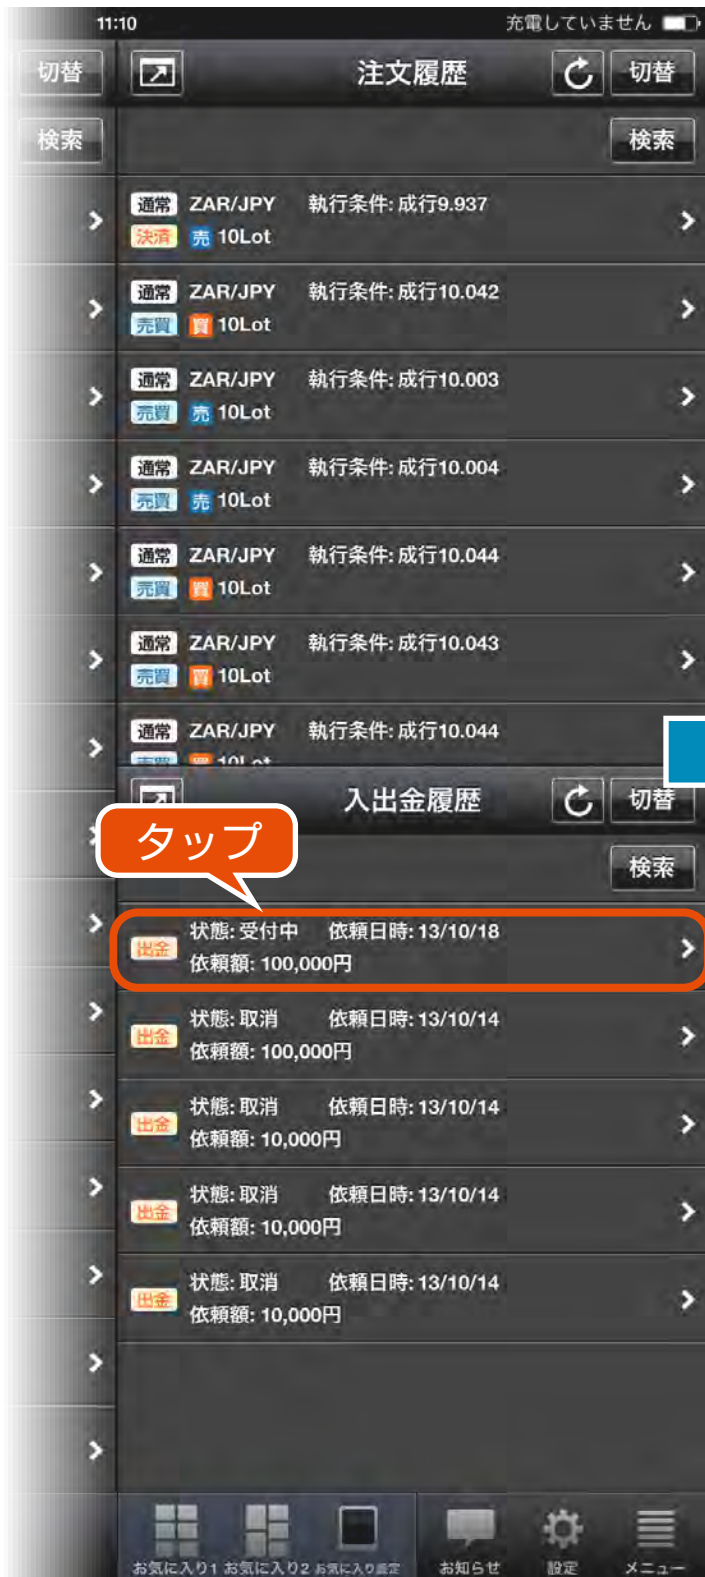 11:10 充電していません
切替 注文履歴 切替
検索 検索
通常 ZAR/JPY 執行条件: 成行9.937
決済 売 10Lot
通常 ZAR/JPY 執行条件: 成行10.042
売買 買 10Lot
通常 ZAR/JPY 執行条件: 成行10.003
売買 売 10Lot
通常 ZAR/JPY 執行条件: 成行10.004
売買 売 10Lot
通常 ZAR/JPY 執行条件: 成行10.044
売買 買 10Lot
通常 ZAR/JPY 執行条件: 成行10.043
売買 買 10Lot
通常 ZAR/JPY 執行条件: 成行10.044
売買 買 10Lot
入出金履歴 切替
タップ
検索
出金 状態: 受付中 依頼日時: 13/10/18
依頼額: 100,000円
出金 状態: 取消 依頼日時: 13/10/14
依頼額: 100,000円
出金 状態: 取消 依頼日時: 13/10/14
依頼額: 10,000円
出金 状態: 取消 依頼日時: 13/10/14
依頼額: 10,000円
出金 状態: 取消 依頼日時: 13/10/14
依頼額: 10,000円
お気に入り1 お気に入り2 お気に入り設定 お知らせ 設定 メニュー